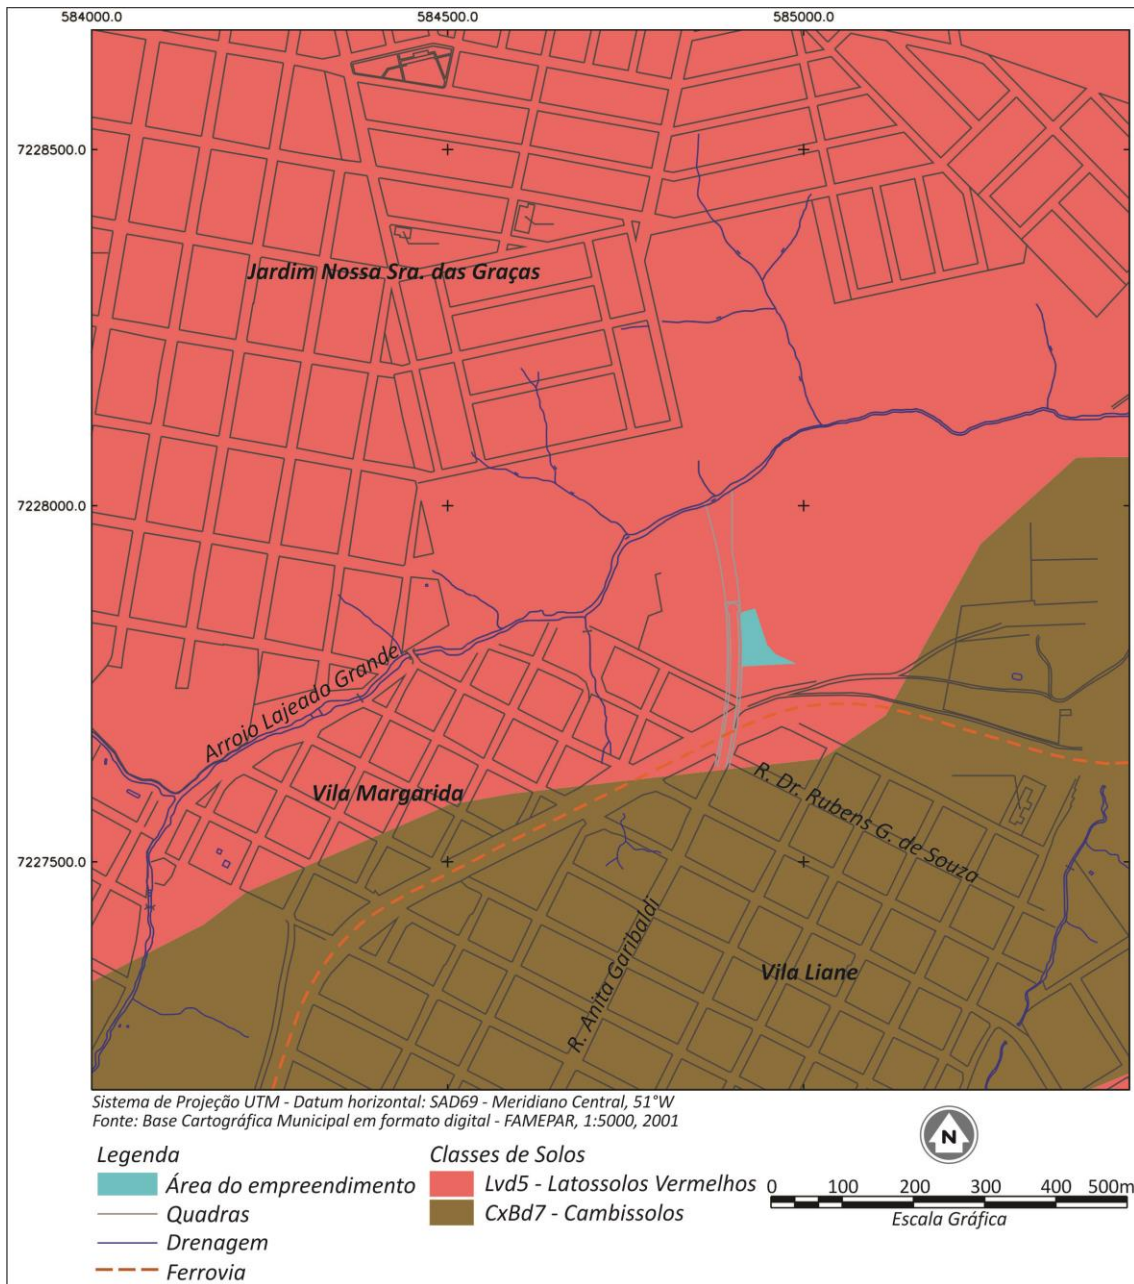 584000.0 584500.0 585000.0
7228500.0
Jardim Nossa Sra. das Graças
7228000.0
Arroio Lajeado Grande
Vila Margarida
R. Dr. Rubens G. de Souza
7227500.0
R. Anita Garibaldi
Vila Liane
Sistema de Projeção UTM - Datum horizontal: SAD69 - Meridiano Central, 51°W
Fonte: Base Cartográfica Municipal em formato digital - FAMEPAR, 1:5000, 2001
N
Legenda
Área do empreendimento
Quadras
Drenagem
Ferrovia
Classes de Solos
Lvd5 - Latossolos Vermelhos
CxBd7 - Cambissolos
0 100 200 300 400 500m
Escala Gráfica